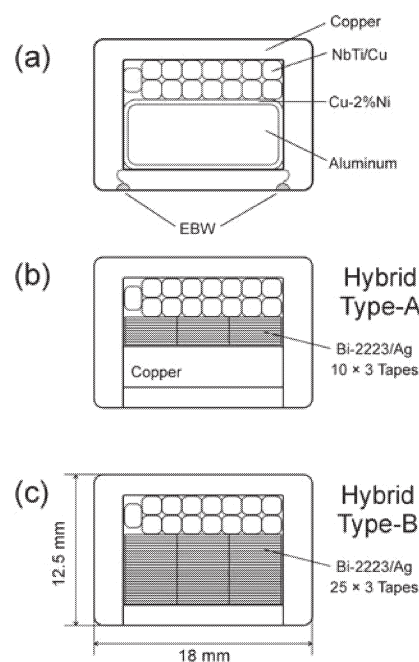 (a)
Copper
NbTi/Cu
Cu-2%Ni
Aluminum
EBW
(b)
Hybrid
Type-A
Bi-2223/Ag
10 × 3 Tapes
Copper
(c)
Hybrid
Type-B
Bi-2223/Ag
25 × 3 Tapes
12.5 mm
18 mm